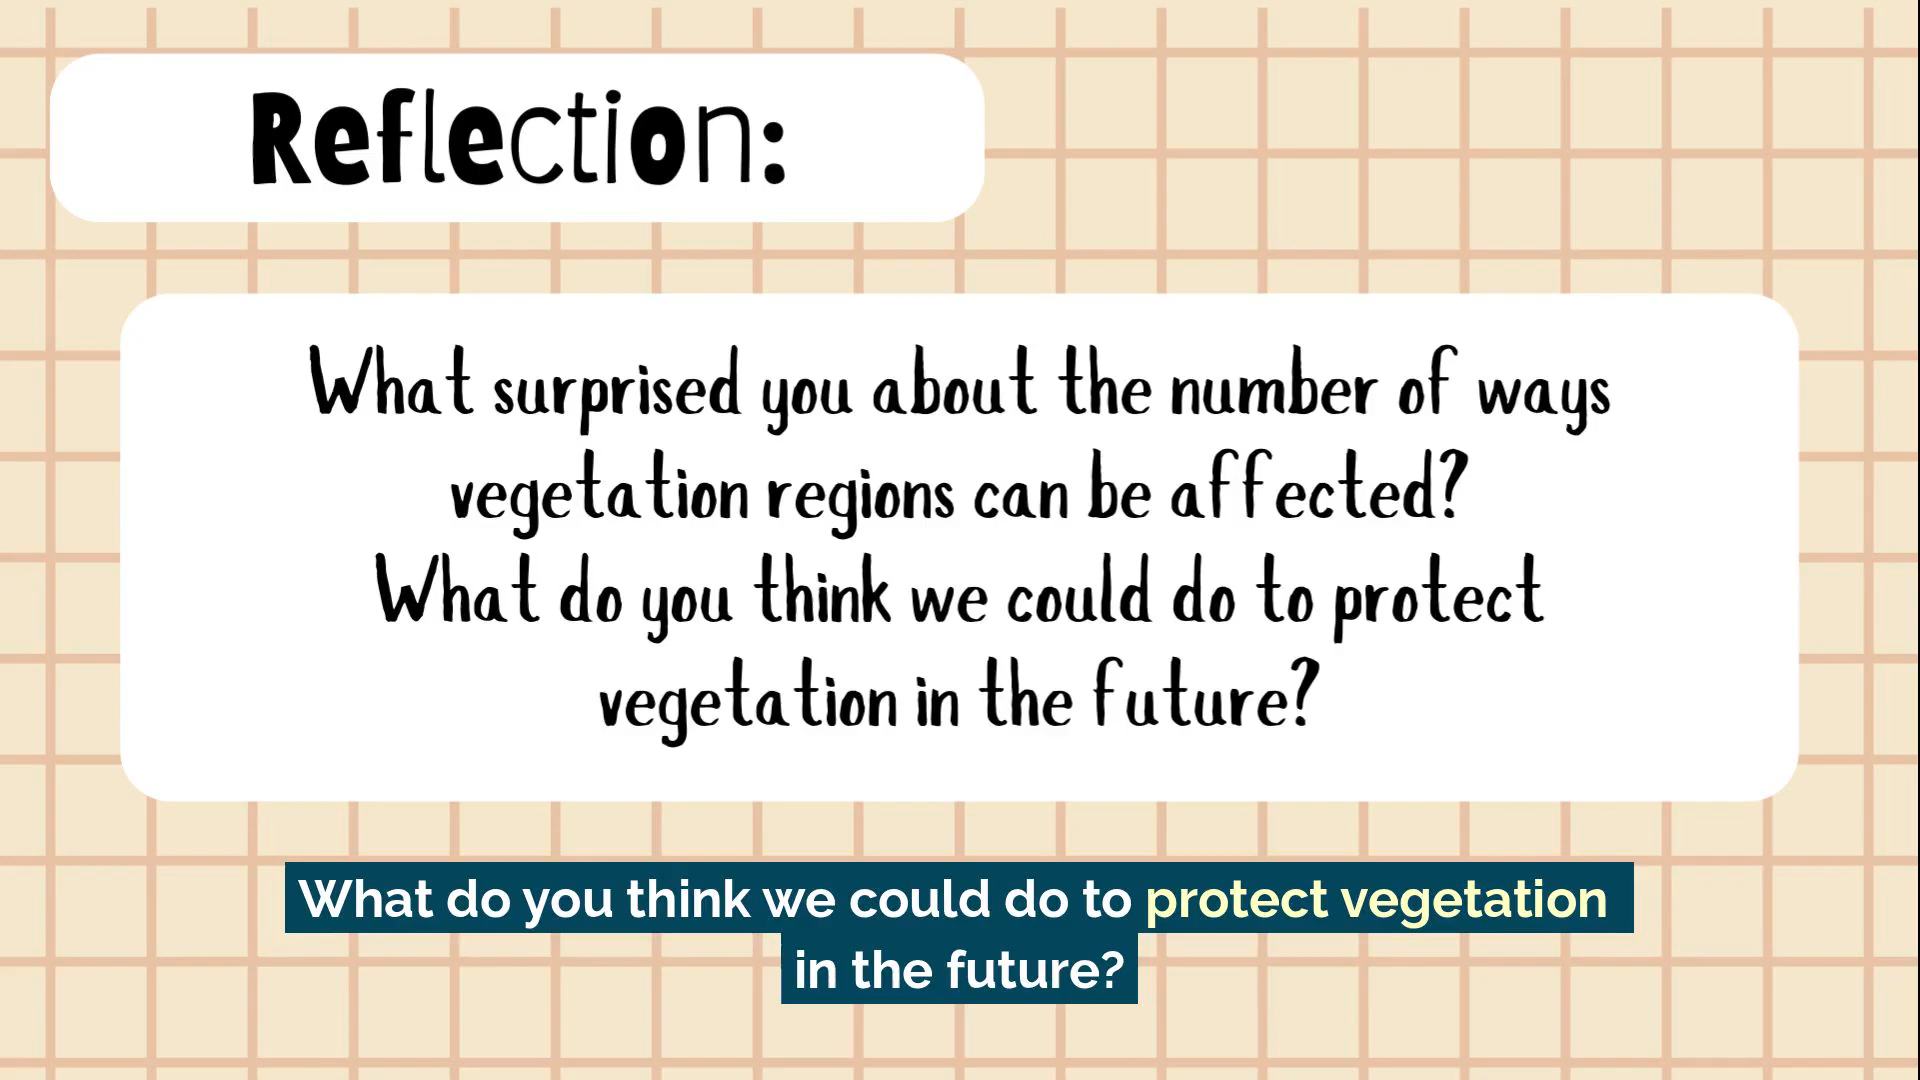 Reflection:
What surprised you about the number of ways
vegetation regions can be affected?
What do you think we could do to protect
vegetation in the future?
What do you think we could do to protect vegetation
in the future?